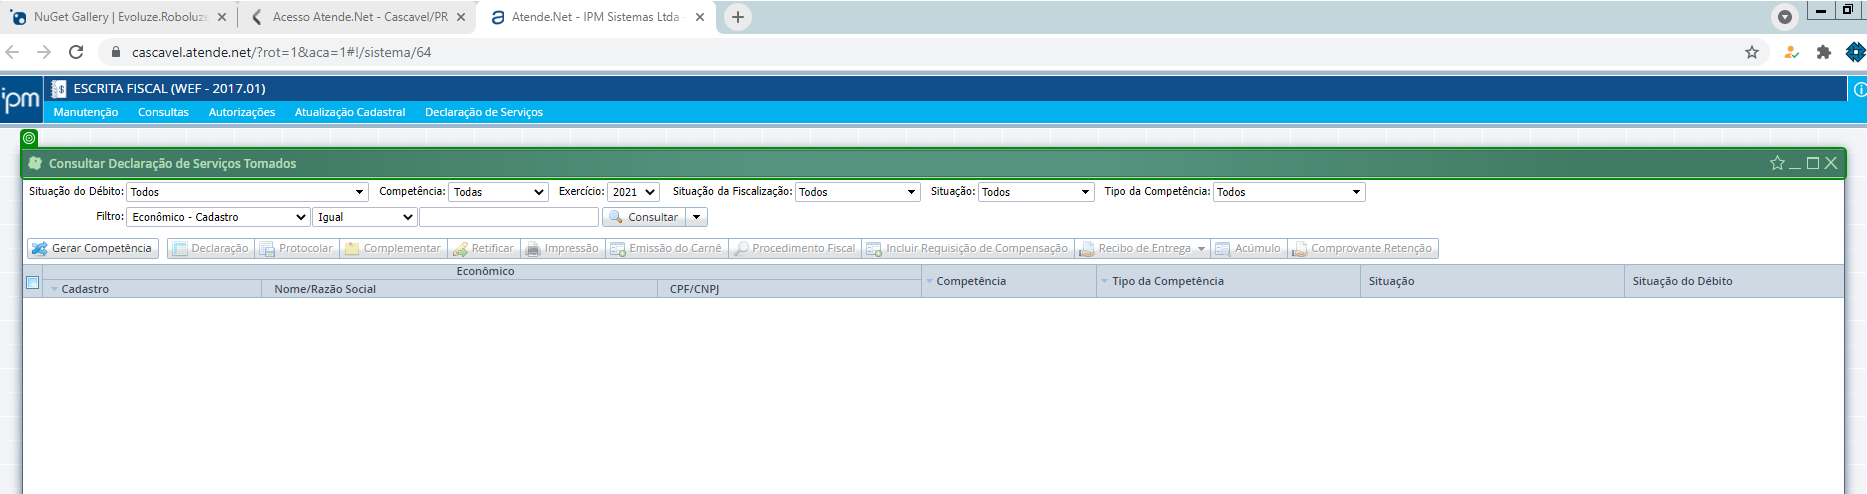 NuGet Gallery | Evoluze.Roboluze
Acesso Atende.Net - Cascavel/PR
Atende.Net - IPM Sistemas Ltda -
cascavel.atende.net/?rot=1&aca=1#!/sistema/64
ipm
ESCRITA FISCAL (WEF - 2017.01)
Manutenção Consultas Autorizações Atualização Cadastral Declaração de Serviços
Consultar Declaração de Serviços Tomados
Situação do Débito: Todos Competência: Todas Exercício: 2021 Situação da Fiscalização: Todos Situação: Todos Tipo da Competência: Todos
Filtro: Econômico - Cadastro Igual Consultar
Gerar Competência Declaração Protocolar Complementar Retificar Impressão Emissão do Carnê Procedimento Fiscal Incluir Requisição de Compensação Recibo de Entrega Acúmulo Comprovante Retenção
Econômico
Cadastro Nome/Razão Social CPF/CNPJ Competência Tipo da Competência Situação Situação do Débito